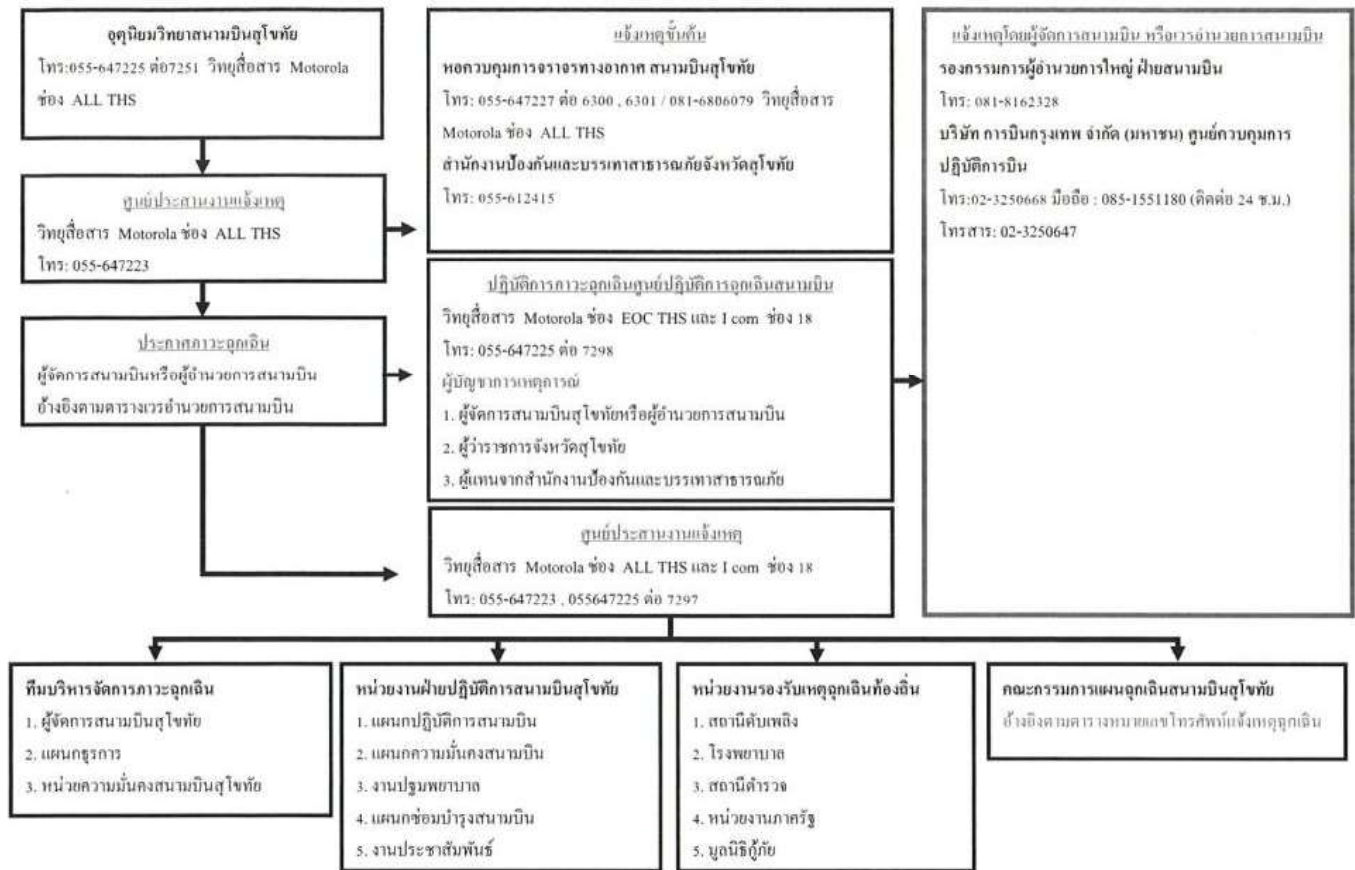 อุตุนิยมวิทยาสนามบินสุโขทัย
โทร:055-647225 ต่อ7251 วิทยุสื่อสาร Motorola
ช่อง ALL THS
ศูนย์ประสานงานแจ้งเหตุ
วิทยุสื่อสาร Motorola ช่อง ALL THS
โทร: 055-647223
ประกาศภาวะฉุกเฉิน
ผู้จัดการสนามบินหรือผู้อำนวยการสนามบิน
อ้างอิงตามตารางเวรอำนวยการสนามบิน
แจ้งเหตุขั้นต้น
หอควบคุมการจราจรทางอากาศ สนามบินสุโขทัย
โทร: 055-647227 ต่อ 6300 , 6301 / 081-6806079 วิทยุสื่อสาร
Motorola ช่อง ALL THS
สำนักงานป้องกันและบรรเทาสาธารณภัยจังหวัดสุโขทัย
โทร: 055-612415
ปฏิบัติการภาวะฉุกเฉินศูนย์ปฏิบัติการฉุกเฉินสนามบิน
วิทยุสื่อสาร Motorola ช่อง EOC THS และ I com ช่อง 18
โทร: 055-647225 ต่อ 7298
ผู้บัญชาการเหตุการณ์
1. ผู้จัดการสนามบินสุโขทัยหรือผู้อำนวยการสนามบิน
2. ผู้ว่าราชการจังหวัดสุโขทัย
3. ผู้แทนจากสำนักงานป้องกันและบรรเทาสาธารณภัย
ศูนย์ประสานงานแจ้งเหตุ
วิทยุสื่อสาร Motorola ช่อง ALL THS และ I com ช่อง 18
โทร: 055-647223 , 055647225 ต่อ 7297
แจ้งเหตุโดยผู้จัดการสนามบิน หรือเวรอำนวยการสนามบิน
รองกรรมการผู้อำนวยการใหญ่ ฝ่ายสนามบิน
โทร: 081-8162328
บริษัท การบินกรุงเทพ จำกัด (มหาชน) ศูนย์ควบคุมการ
ปฏิบัติการบิน
โทร:02-3250668 มือถือ : 085-1551180 (ติดต่อ 24 ช.ม.)
โทรสาร: 02-3250647
ทีมบริหารจัดการภาวะฉุกเฉิน
1. ผู้จัดการสนามบินสุโขทัย
2. แผนกธุรการ
3. หน่วยความมั่นคงสนามบินสุโขทัย
หน่วยงานฝ่ายปฏิบัติการสนามบินสุโขทัย
1. แผนกปฏิบัติการสนามบิน
2. แผนกความมั่นคงสนามบิน
3. งานปฐมพยาบาล
4. แผนกซ่อมบำรุงสนามบิน
5. งานประชาสัมพันธ์
หน่วยงานรองรับเหตุฉุกเฉินท้องถิ่น
1. สถานีดับเพลิง
2. โรงพยาบาล
3. สถานีตำรวจ
4. หน่วยงานภาครัฐ
5. มูลนิธิกู้ภัย
คณะกรรมการแผนฉุกเฉินสนามบินสุโขทัย
อ้างอิงตามตารางหมายเลขโทรศัพท์แจ้งเหตุฉุกเฉิน